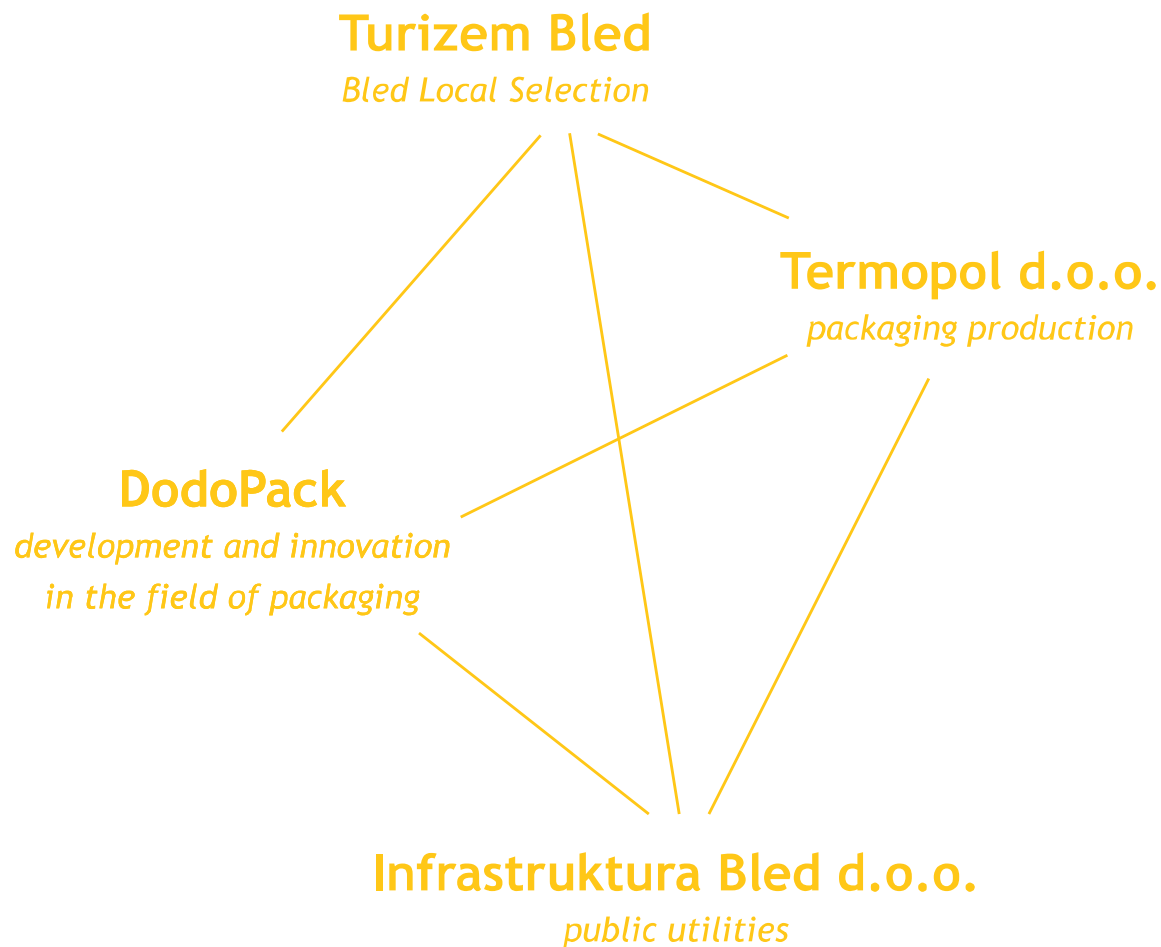 Turizem Bled
Bled Local Selection
Termopol d.o.o.
packaging production
DodoPack
development and innovation
in the field of packaging
Infrastruktura Bled d.o.o.
public utilities